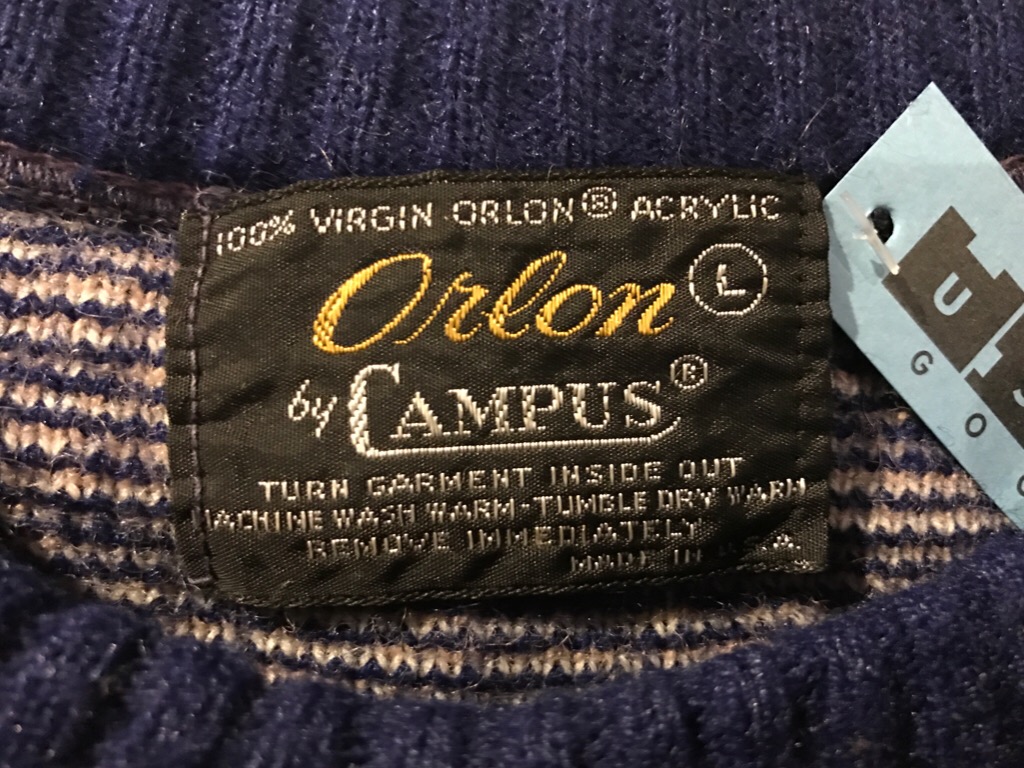 100% VIRGIN ORLON® ACRYLIC
Orlon L
by CAMPUS®
TURN GARMENT INSIDE OUT
MACHINE WASH WARM-TUMBLE DRY WARM
REMOVE IMMEDIATELY
MADE IN U.S.A.
U
G O